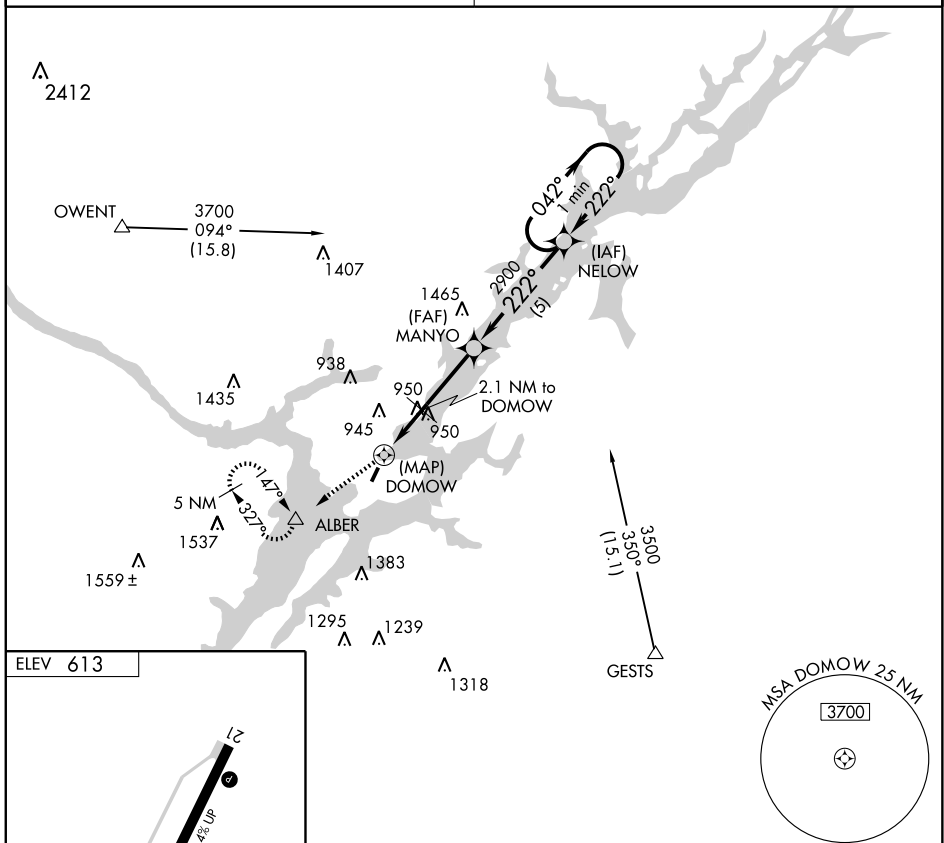 2412
OWENT
3700
094°
(15.8)
1407
042°
1 min
222°
(IAF)
NELOW
2900
222°
(5)
1465
(FAF)
MANYO
938
1435
950
2.1 NM to
DOMOW
945
950
(MAP)
DOMOW
147°
5 NM
327°
ALBER
1537
1559 ±
1383
1295
1239
1318
3500
350°
(15.1)
GESTS
MSA DOMOW 25 NM
3700
ELEV 613
21
P
4% UP